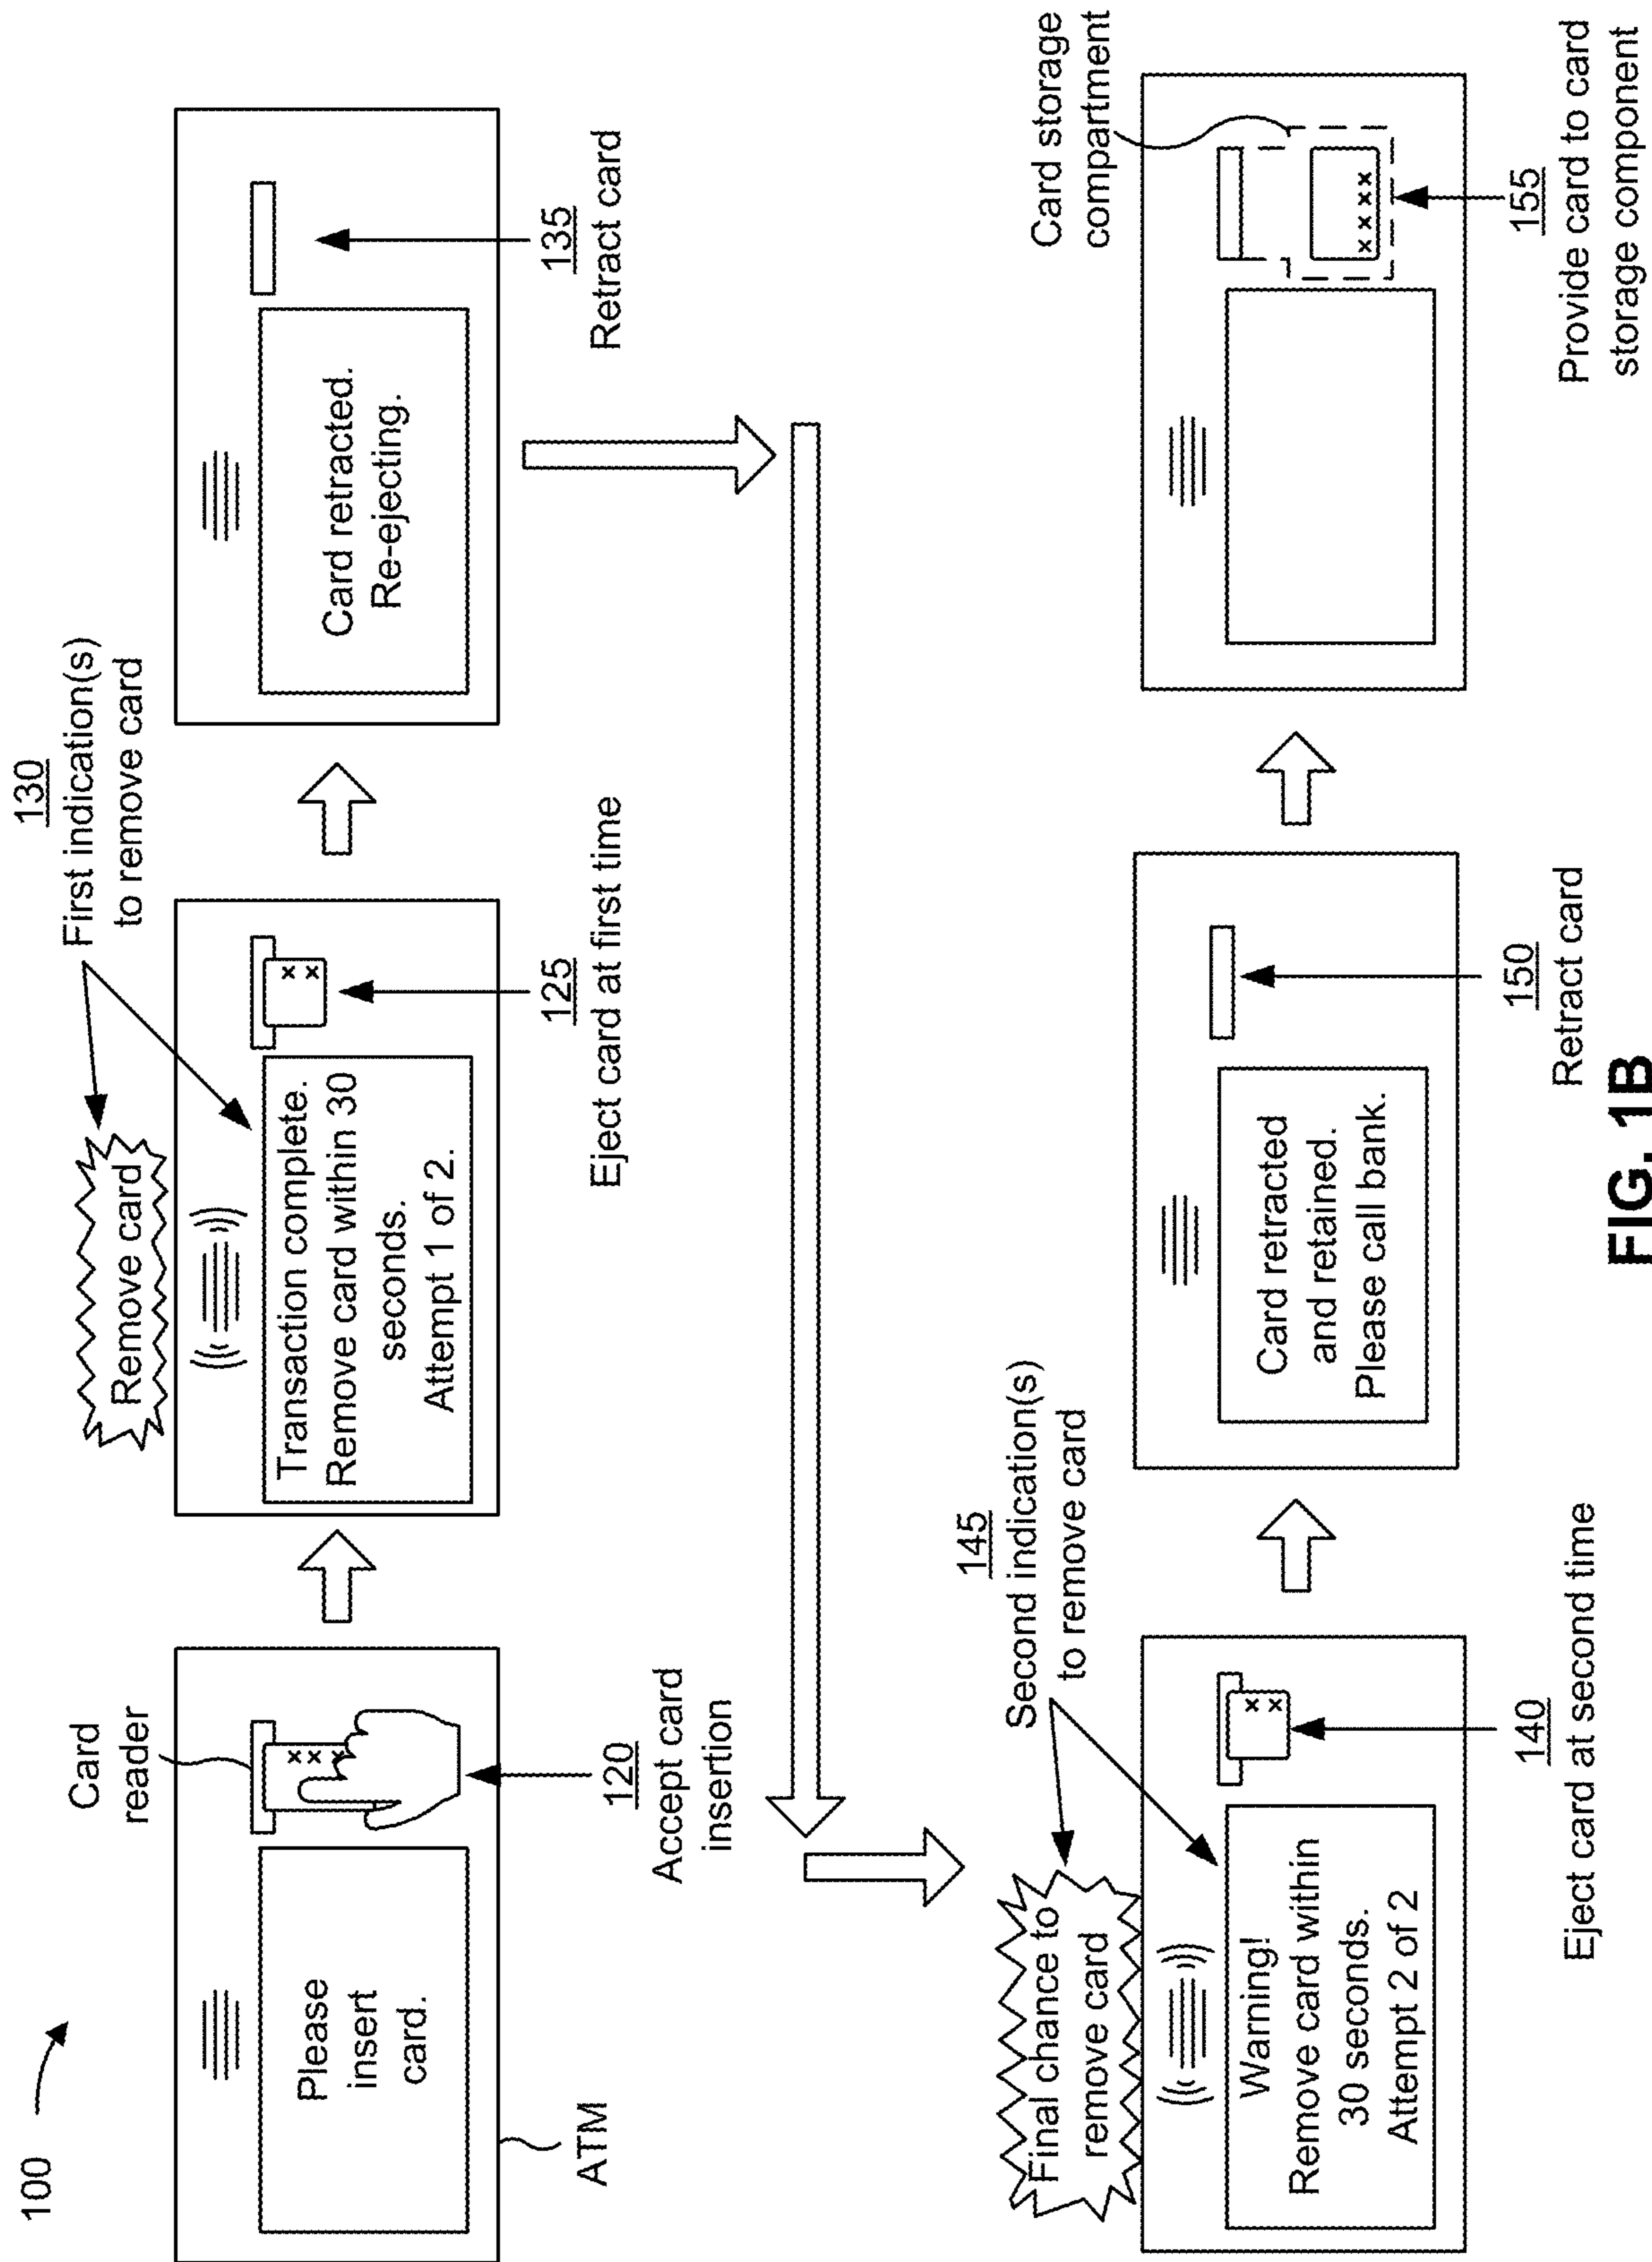 100
Card
reader
Please
insert
card.
ATM
120
Accept card
insertion
130
First indication(s)
to remove card
Remove card
Transaction complete.
Remove card within 30
seconds.
Attempt 1 of 2.
125
Eject card at first time
Card retracted.
Re-ejecting.
135
Retract card
145
Second indication(s)
to remove card
Final chance to
remove card
Warning!
Remove card within
30 seconds.
Attempt 2 of 2
140
Eject card at second time
Card retracted
and retained.
Please call bank.
150
Retract card
Card storage
compartment
155
Provide card to card
storage component
FIG. 1B